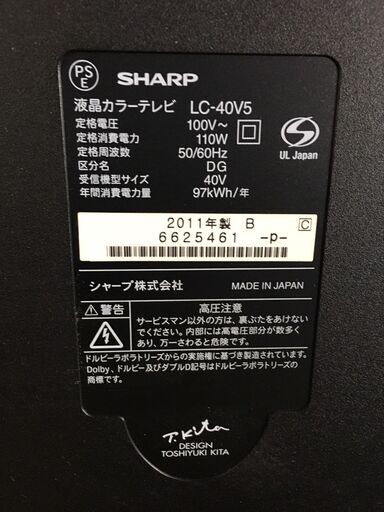 PS
E
SHARP
液晶カラーテレビ LC-40V5
定格電圧 100V～
定格消費電力 110W
定格周波数 50/60Hz
区分名 DG
受信機型サイズ 40V
年間消費電力量 97kWh/年
S
UL Japan
2011年製 B
C
6625461 -p-
シャープ株式会社 MADE IN JAPAN
警告 高圧注意
サービスマン以外の方は、裏ぶたをあけない
でください。内部には高電圧部分が数多く
あり、万一さわると危険です。
ドルビーラボラトリーズからの実施権に基づき製造されています。
Dolby、ドルビー及びダブルD記号はドルビーラボラトリーズの
商標です。
T.Kita
DESIGN
TOSHIYUKI KITA